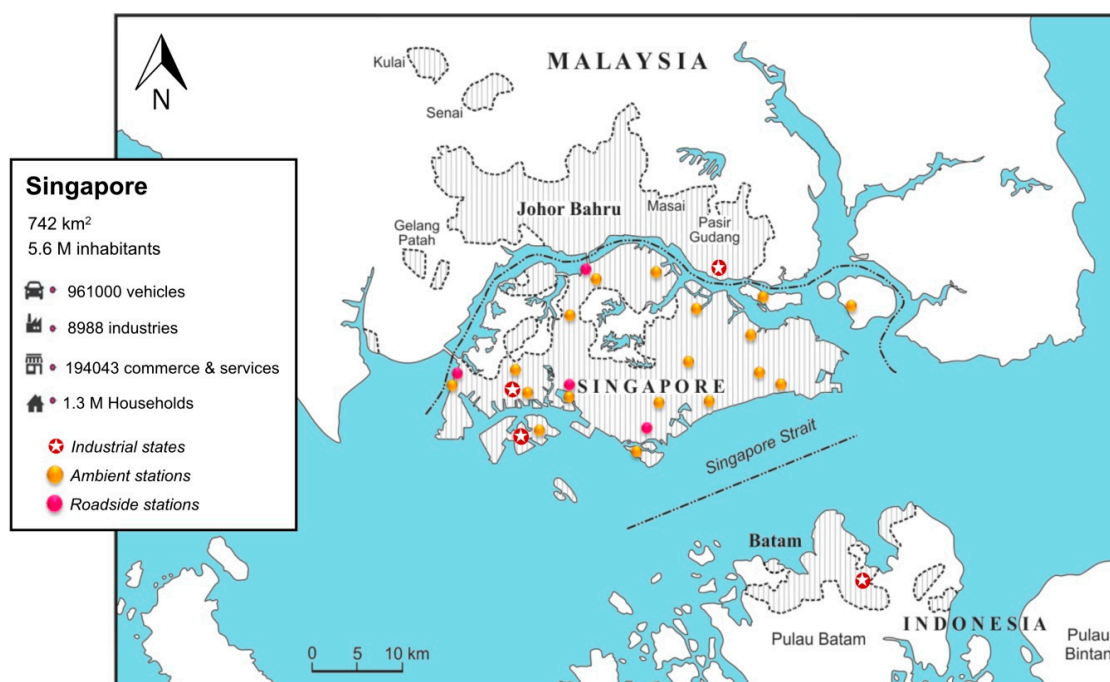 Kulai
MALAYSIA
N
Senai
Singapore
742 km²
5.6 M inhabitants
961000 vehicles
8988 industries
194043 commerce & services
1.3 M Households
Industrial states
Ambient stations
Roadside stations
Johor Bahru
Masai
Pasir
Gudang
Gelang
Patah
SINGAPORE
Singapore Strait
Batam
INDONESIA
Pulau Batam
Pulau
Bintan
0 5 10 km